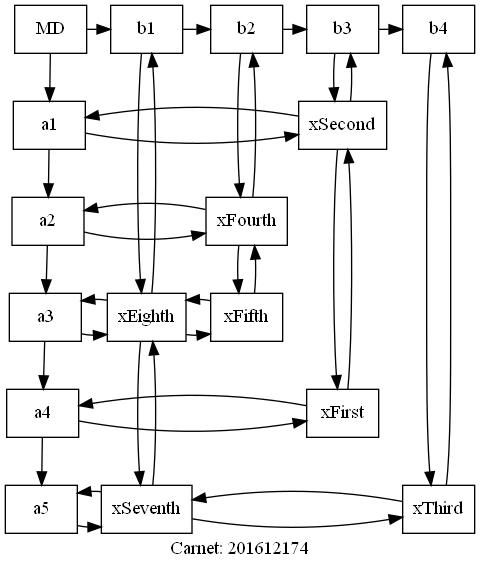 MD b1 b2 b3 b4
a1 xSecond
a2 xFourth
a3 xEighth xFifth
a4 xFirst
a5 xSeventh xThird
Carnet: 201612174